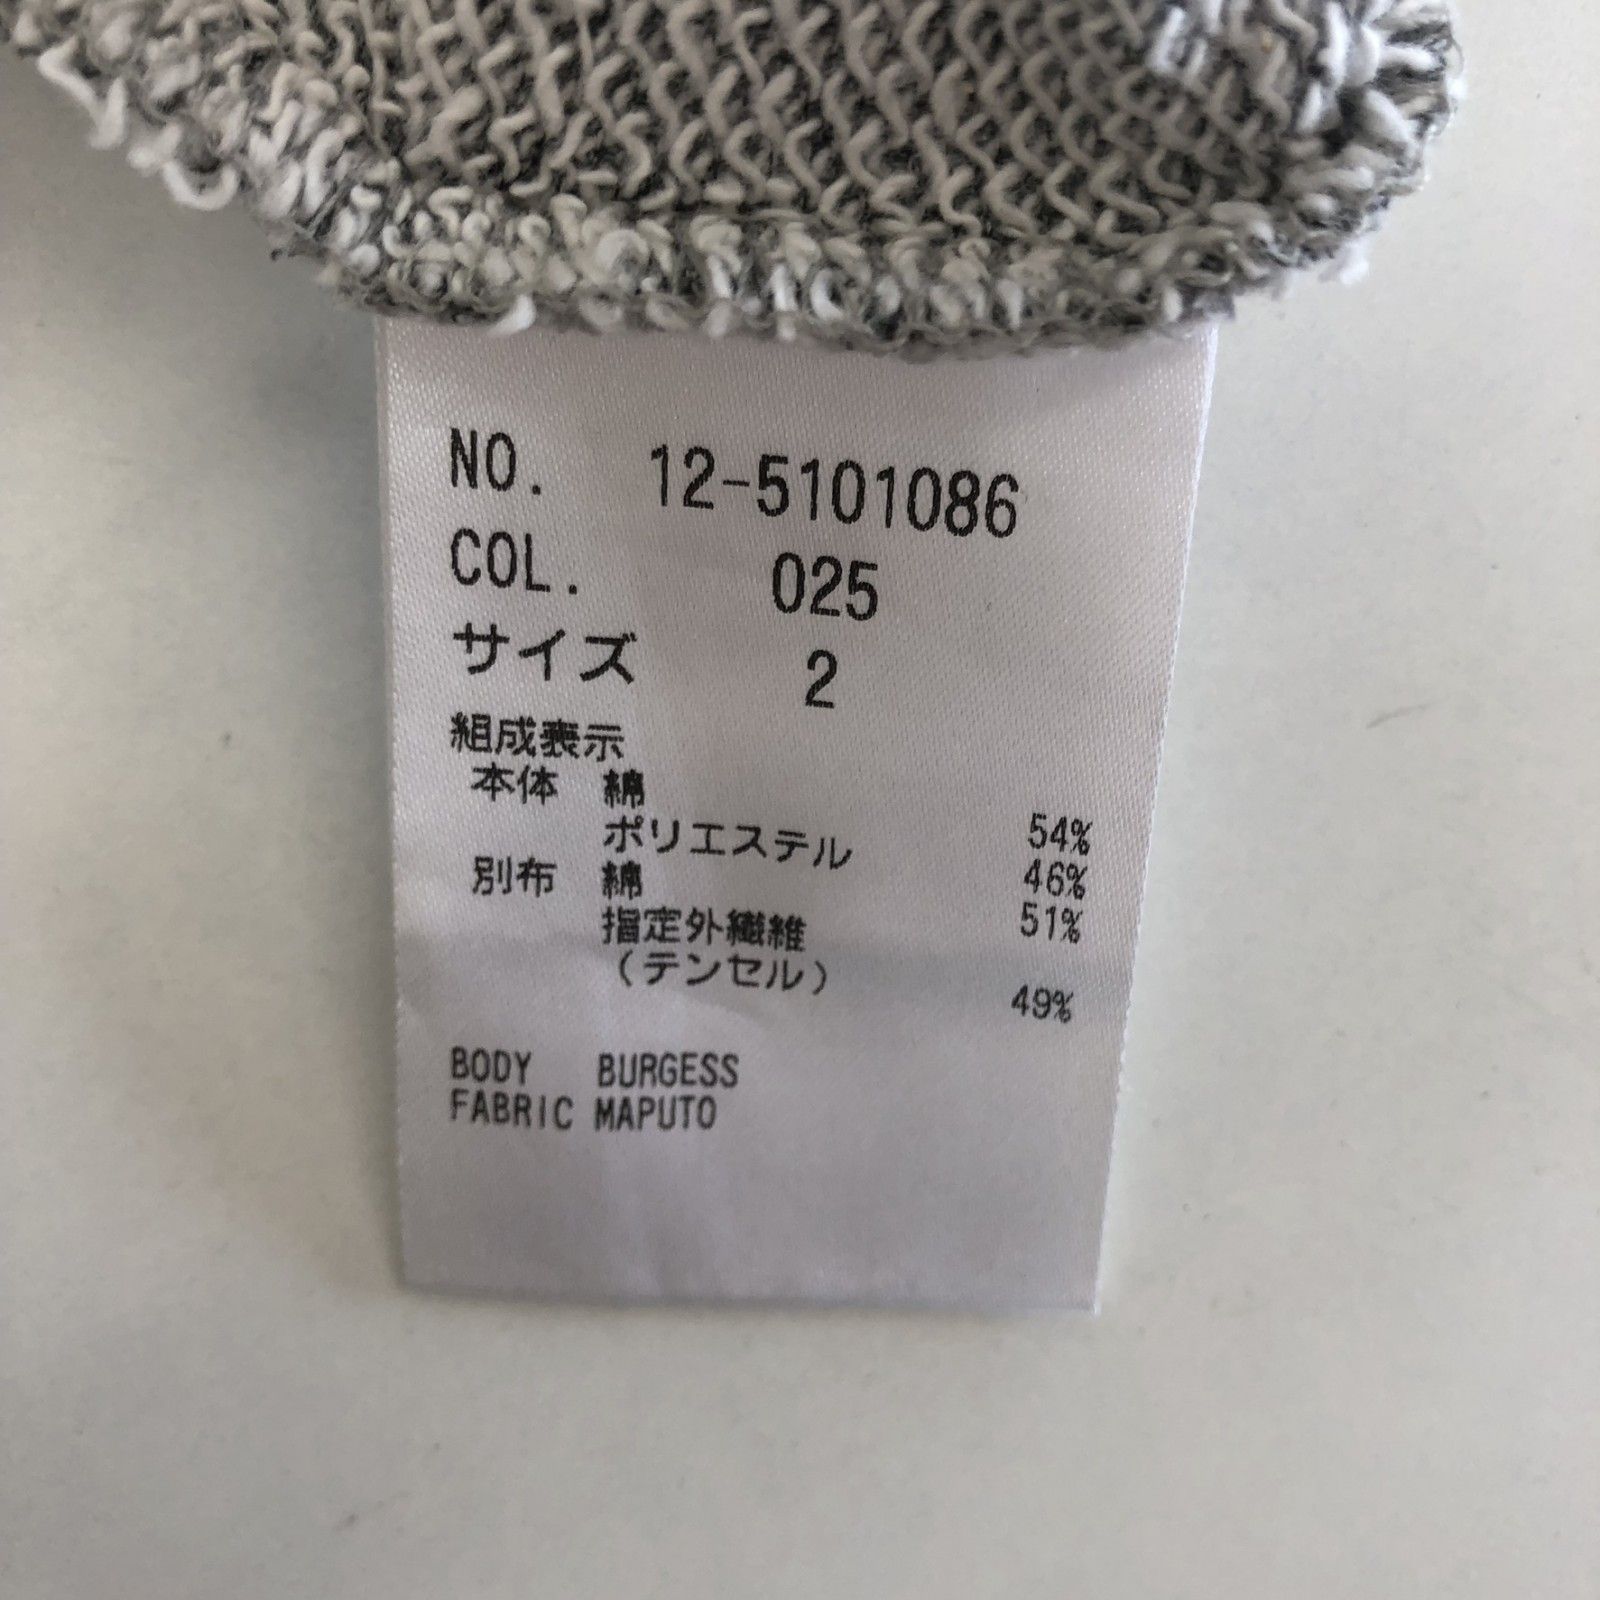 NO. 12-5101086
COL. 025
サイズ 2
組成表示
本体 綿 54%
ポリエステル 46%
別布 綿 51%
指定外繊維
(テンセル) 49%
BODY BURGESS
FABRIC MAPUTO